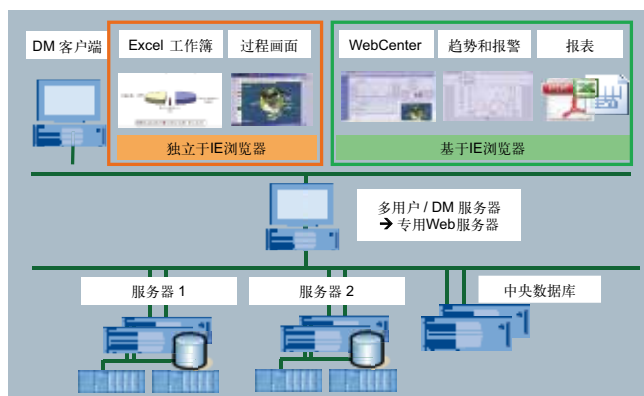 DM 客户端
Excel 工作簿
过程画面
WebCenter
趋势和报警
报表
独立于IE浏览器
基于IE浏览器
多用户 / DM 服务器
➔ 专用Web服务器
服务器 1
服务器 2
中央数据库